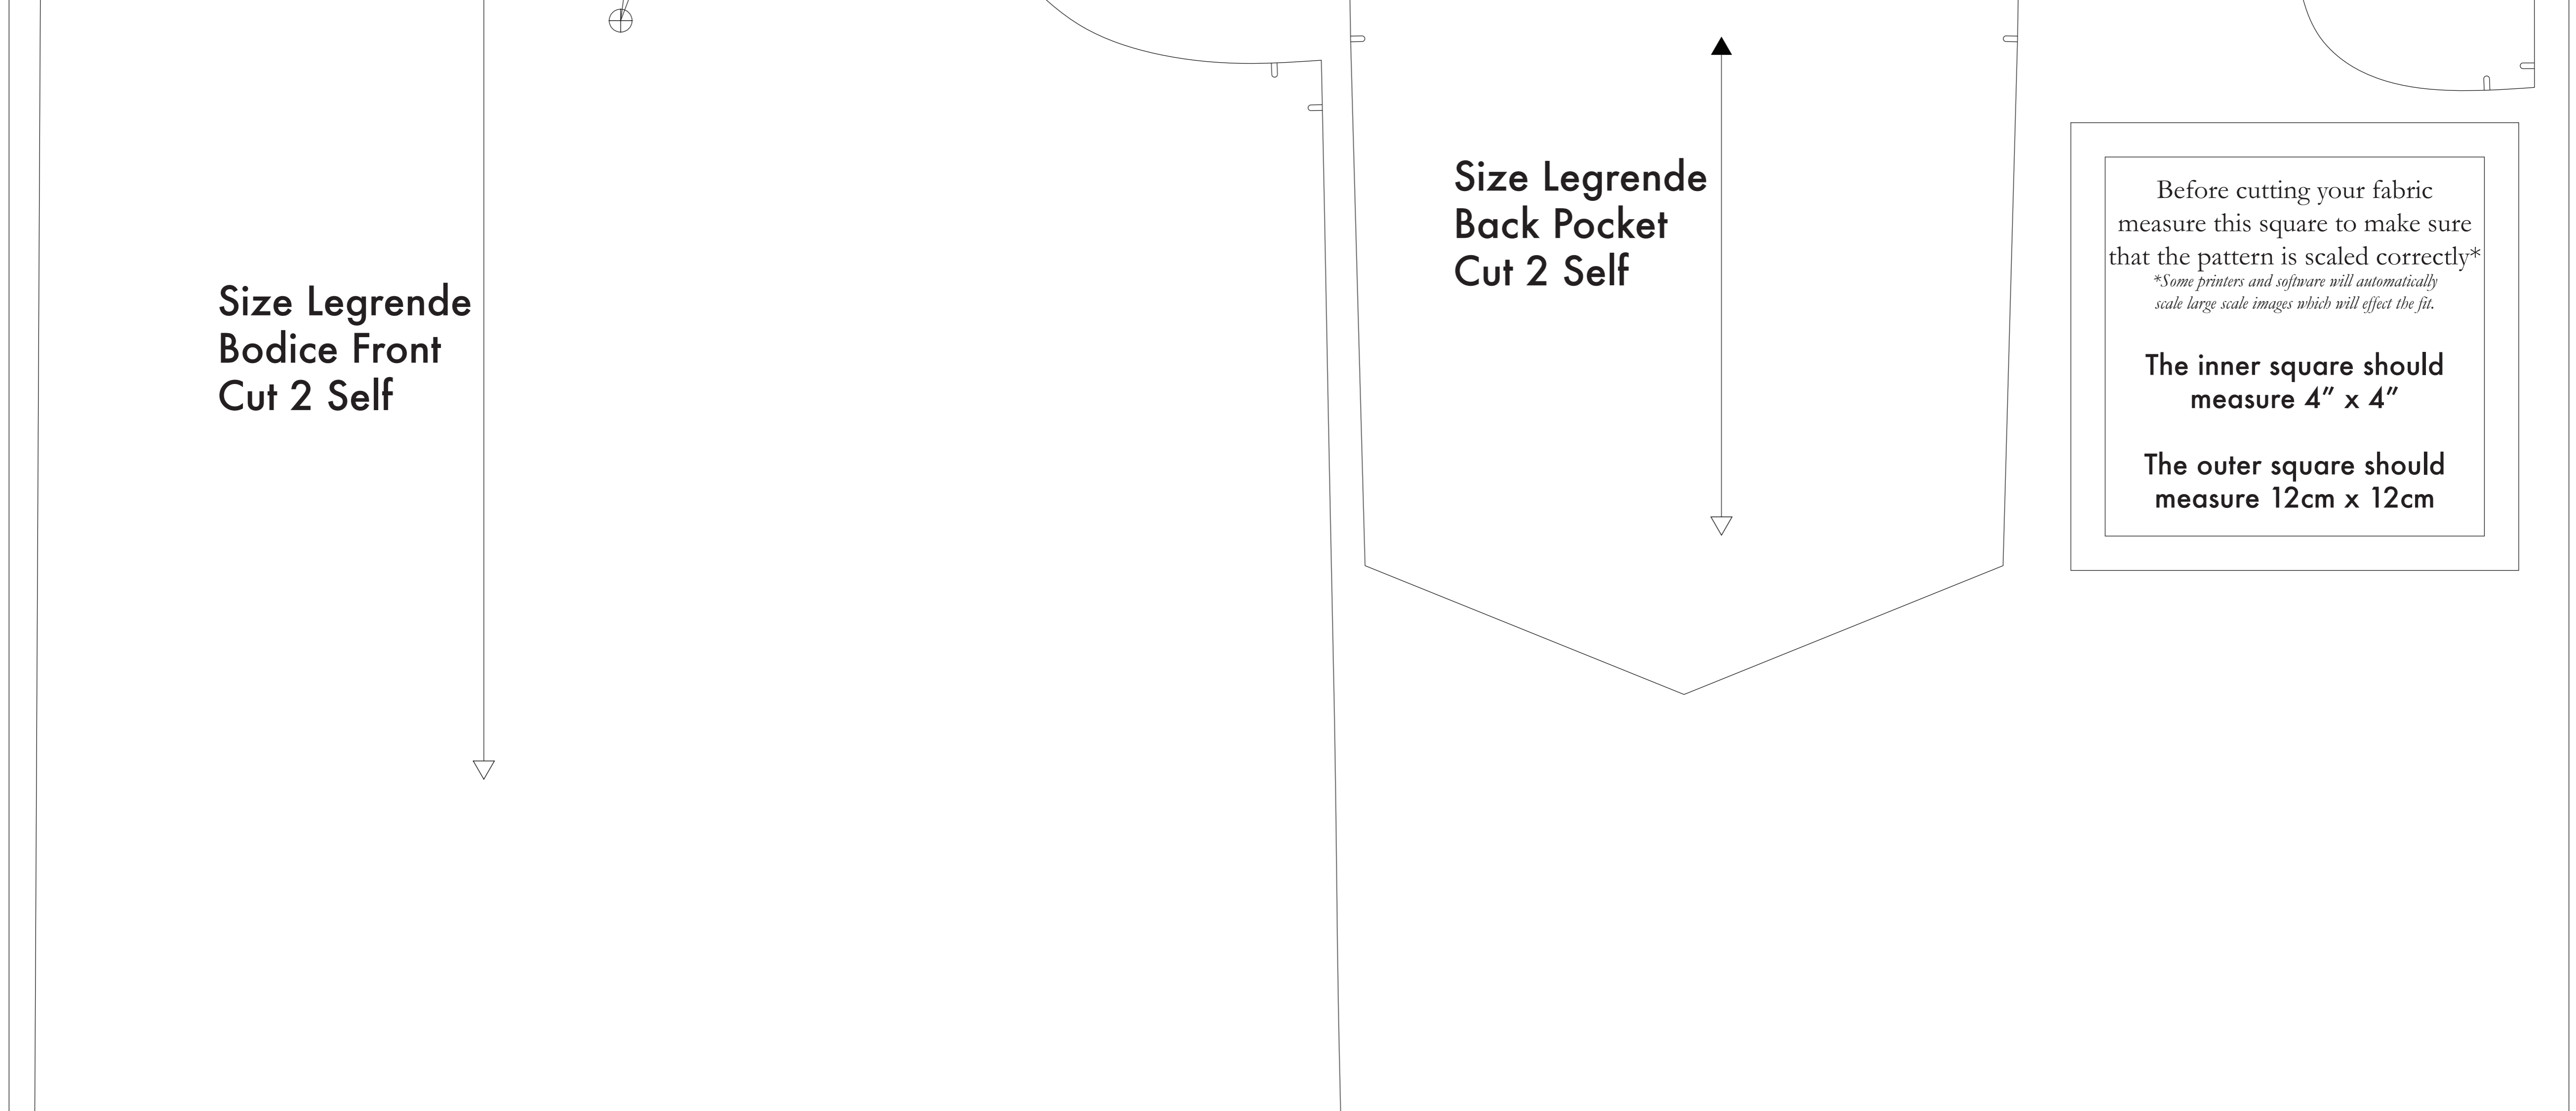 Size Legrende
Bodice Front
Cut 2 Self
Size Legrende
Back Pocket
Cut 2 Self
Before cutting your fabric
measure this square to make sure
that the pattern is scaled correctly*
*Some printers and software will automatically
scale large scale images which will effect the fit.
The inner square should
measure 4” x 4”
The outer square should
measure 12cm x 12cm